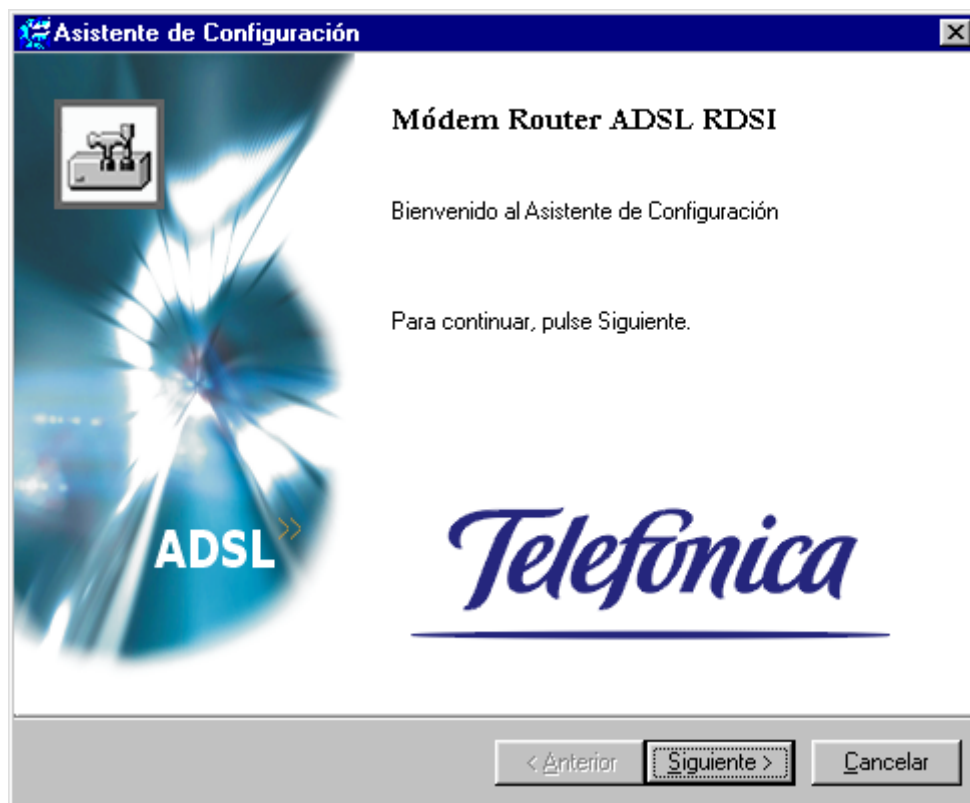 Asistente de Configuración
Módem Router ADSL RDSI
Bienvenido al Asistente de Configuración
Para continuar, pulse Siguiente.
ADSL»
Telefónica
< Anterior
Siguiente >
Cancelar